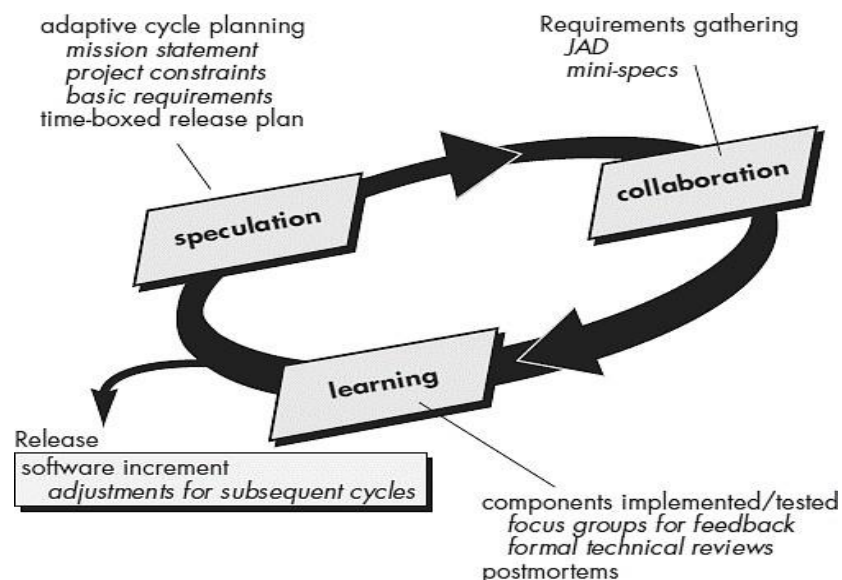 adaptive cycle planning
mission statement
project constraints
basic requirements
time-boxed release plan
Requirements gathering
JAD
mini-specs
speculation
collaboration
learning
Release
software increment
adjustments for subsequent cycles
components implemented/tested
focus groups for feedback
formal technical reviews
postmortems